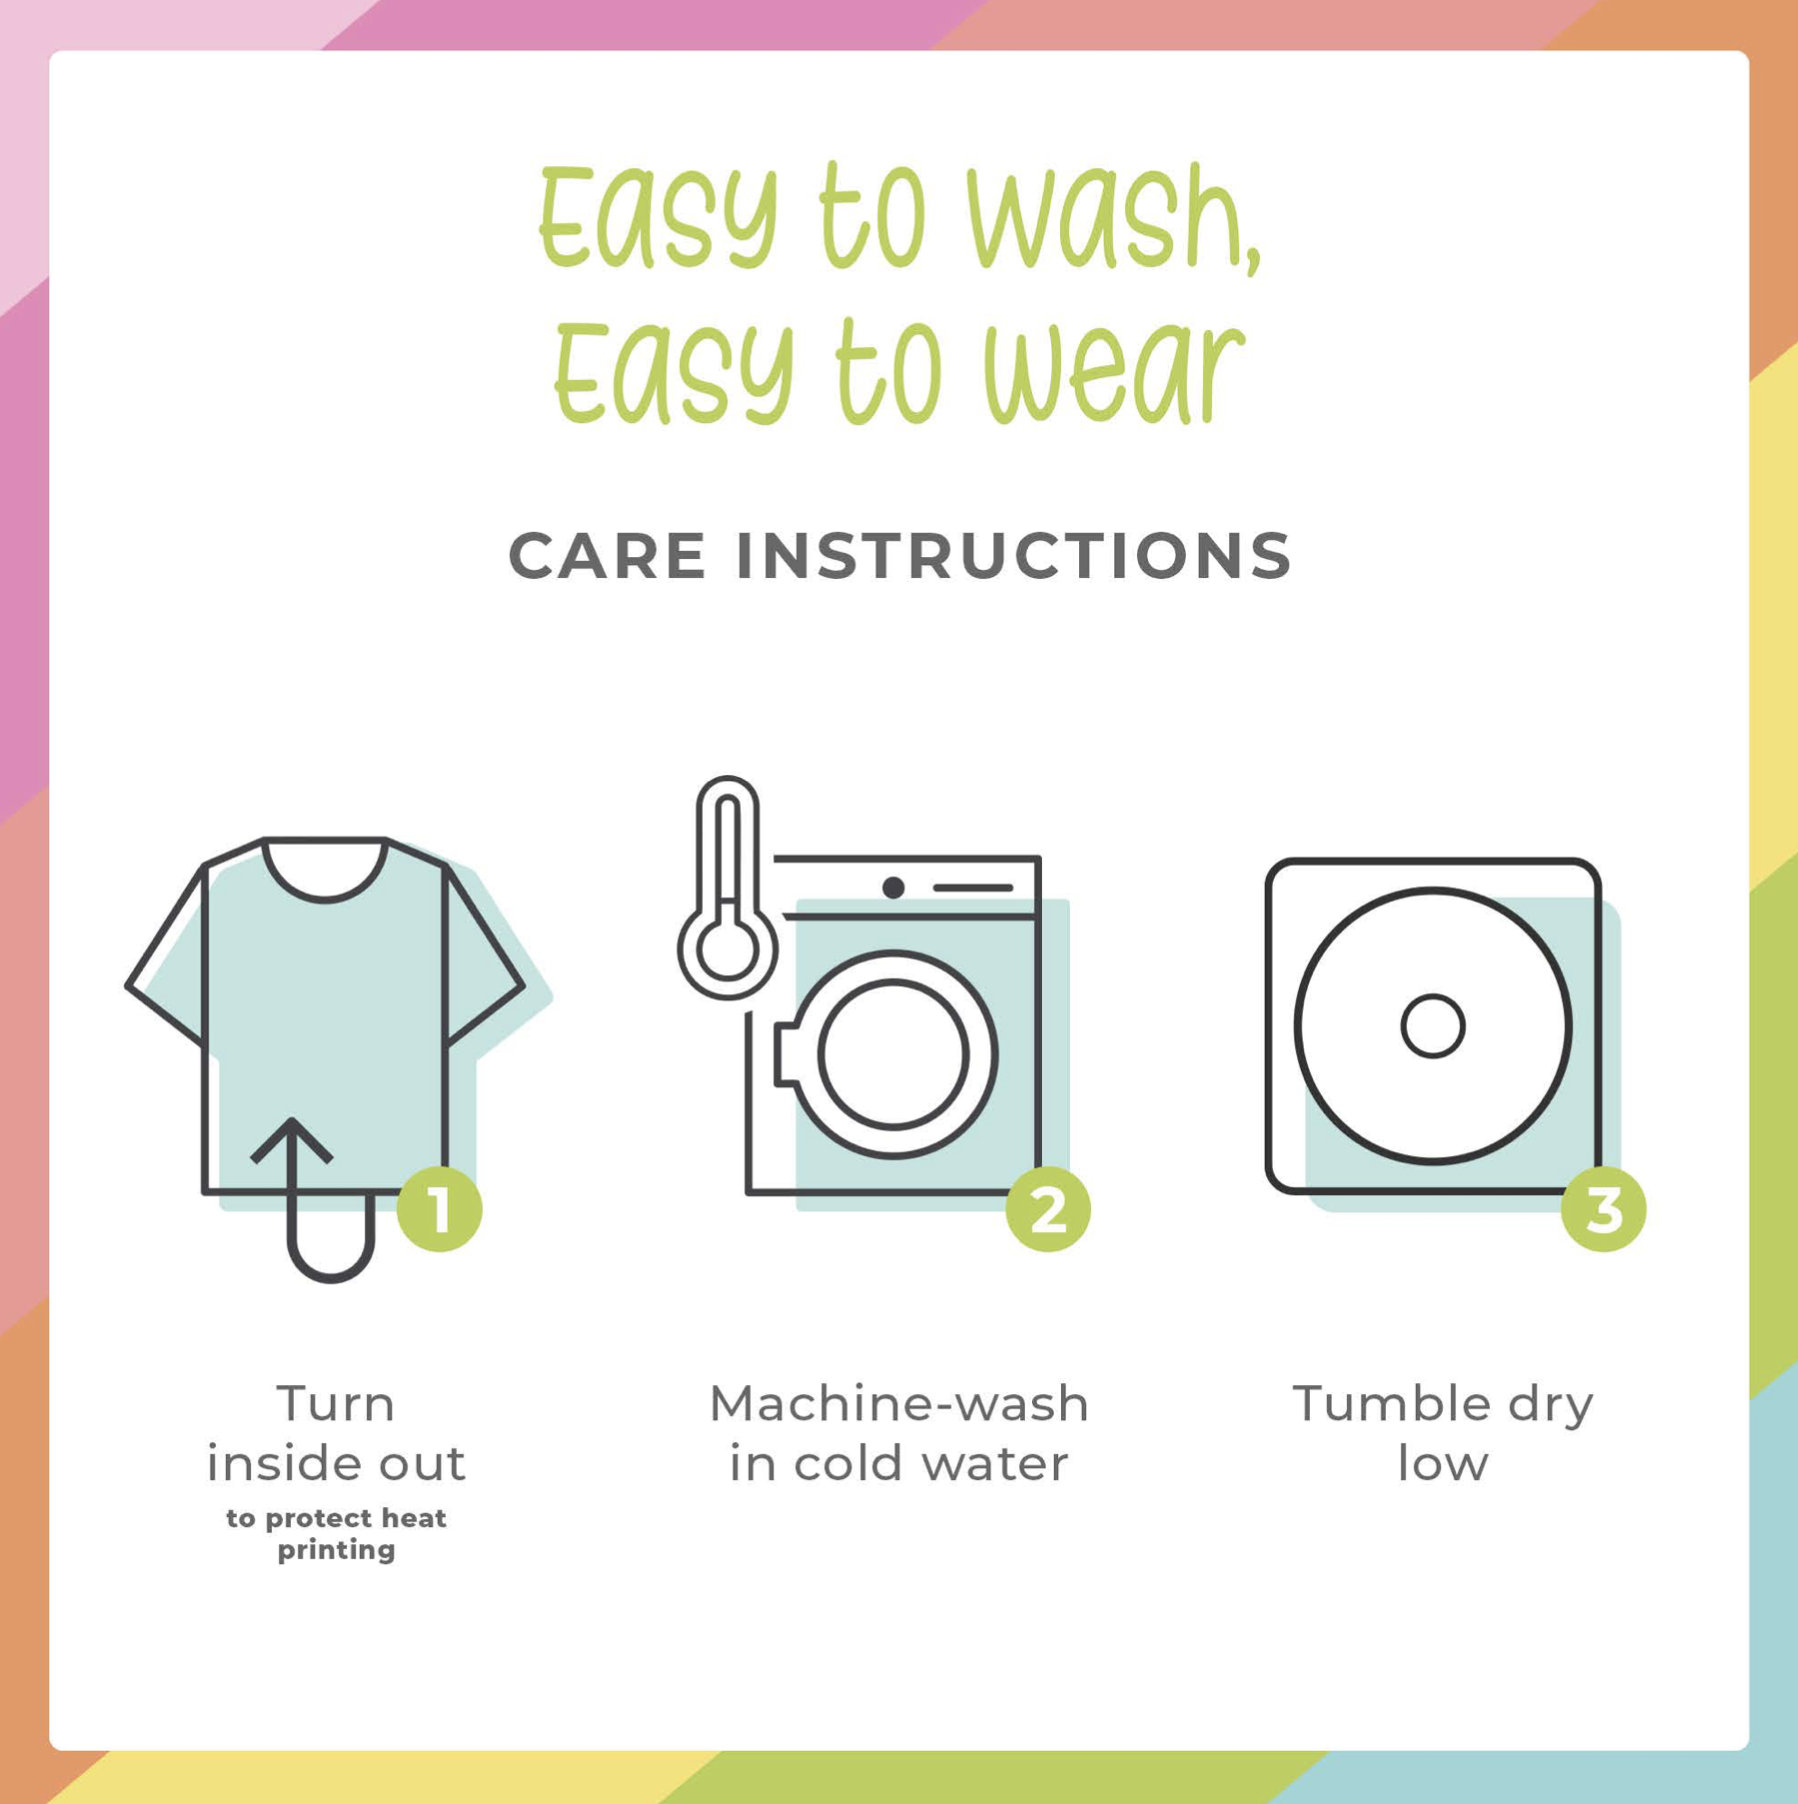 Easy to wash,
Easy to wear
CARE INSTRUCTIONS
1
2
3
Turn
inside out
to protect heat
printing
Machine-wash
in cold water
Tumble dry
low